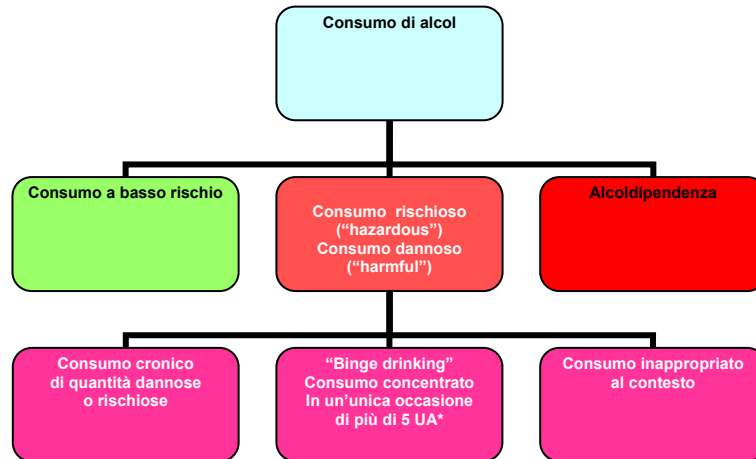 Consumo di alcol
Consumo a basso rischio
Consumo rischioso
(“hazardous”)
Consumo dannoso
(“harmful”)
Alcoldipendenza
Consumo cronico
di quantità dannose
o rischiose
“Binge drinking”
Consumo concentrato
In un’unica occasione
di più di 5 UA*
Consumo inappropriato
al contesto